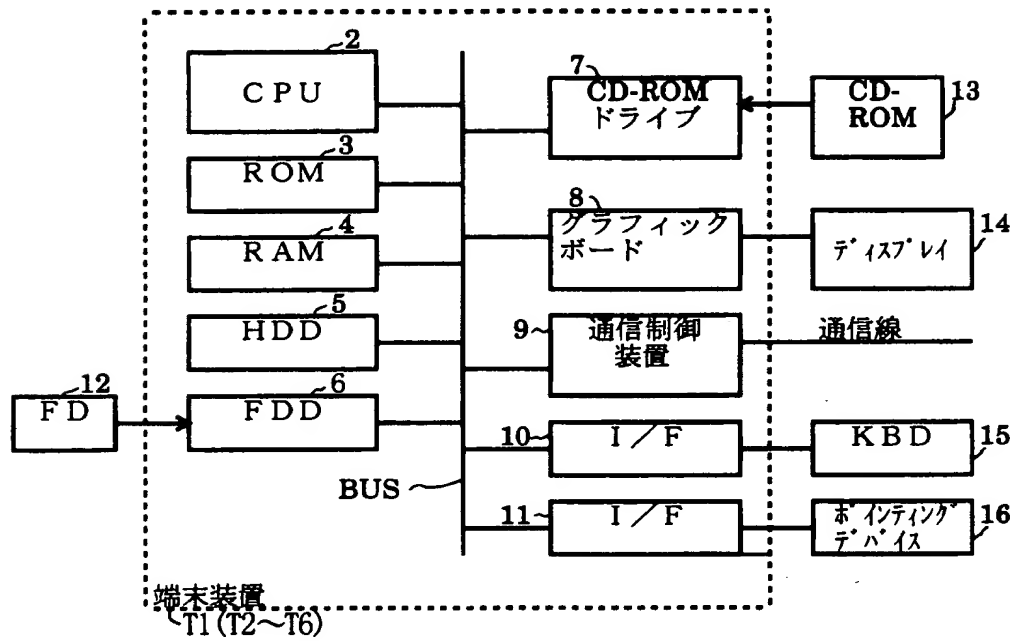 2
CPU
3
ROM
4
RAM
5
HDD
12
FD
6
FDD
BUS
7
CD-ROM
ドライブ
CD-
ROM
13
8
グラフィック
ボード
ディスプレイ
14
9
通信制御
装置
通信線
10
I/F
KBD
15
11
I/F
ポインティング
デバイス
16
端末装置
T1(T2～T6)